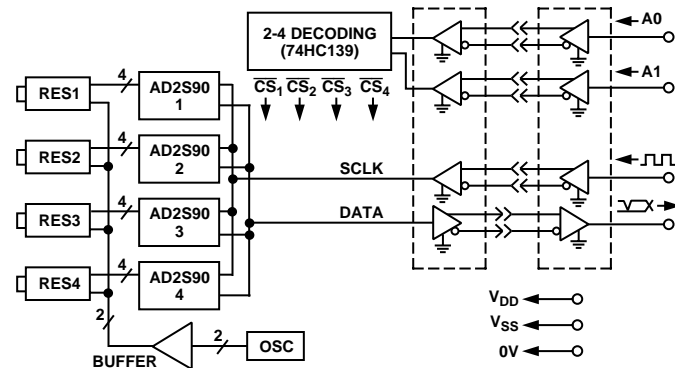 2-4 DECODING
(74HC139)
A0
A1
CS1 CS2 CS3 CS4
RES1
4
AD2S90
1
RES2
4
AD2S90
2
SCLK
RES3
4
AD2S90
3
DATA
RES4
4
AD2S90
4
2
BUFFER
2
OSC
VDD
VSS
0V